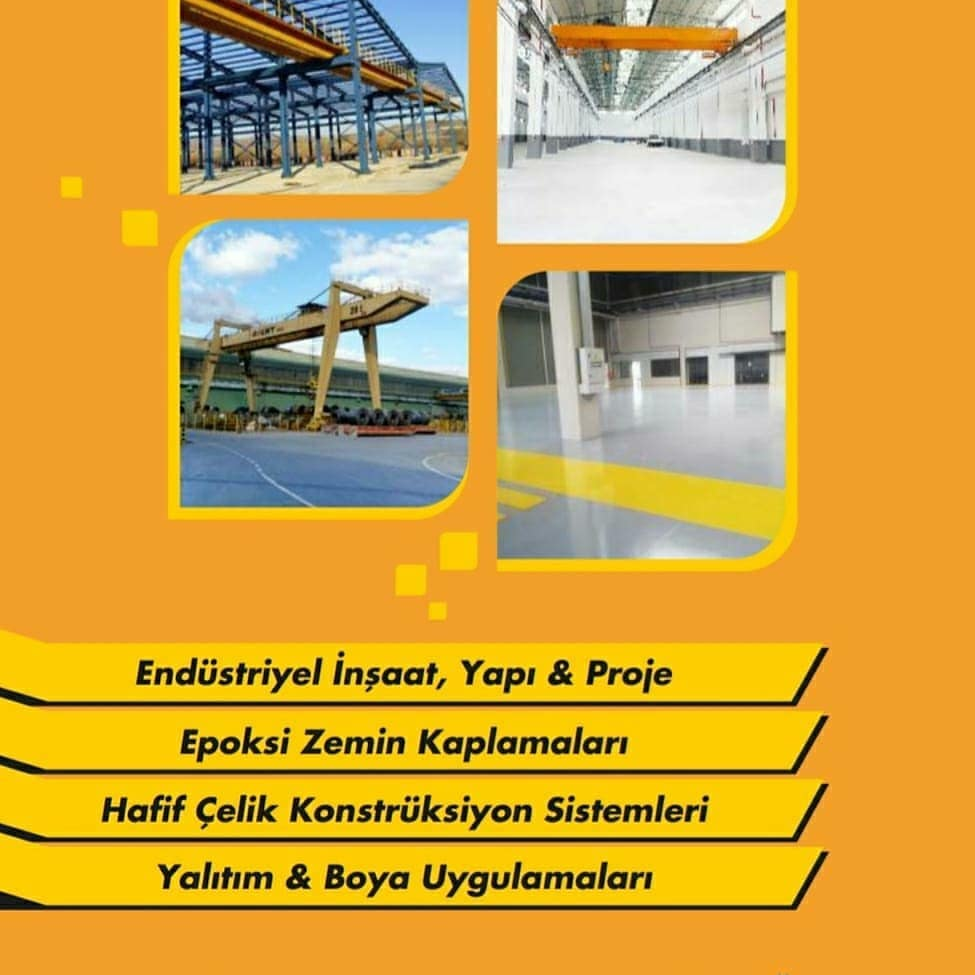 Endüstriyel İnşaat, Yapı & Proje
Epoksi Zemin Kaplamaları
Hafif Çelik Konstrüksiyon Sistemleri
Yalıtım & Boya Uygulamaları